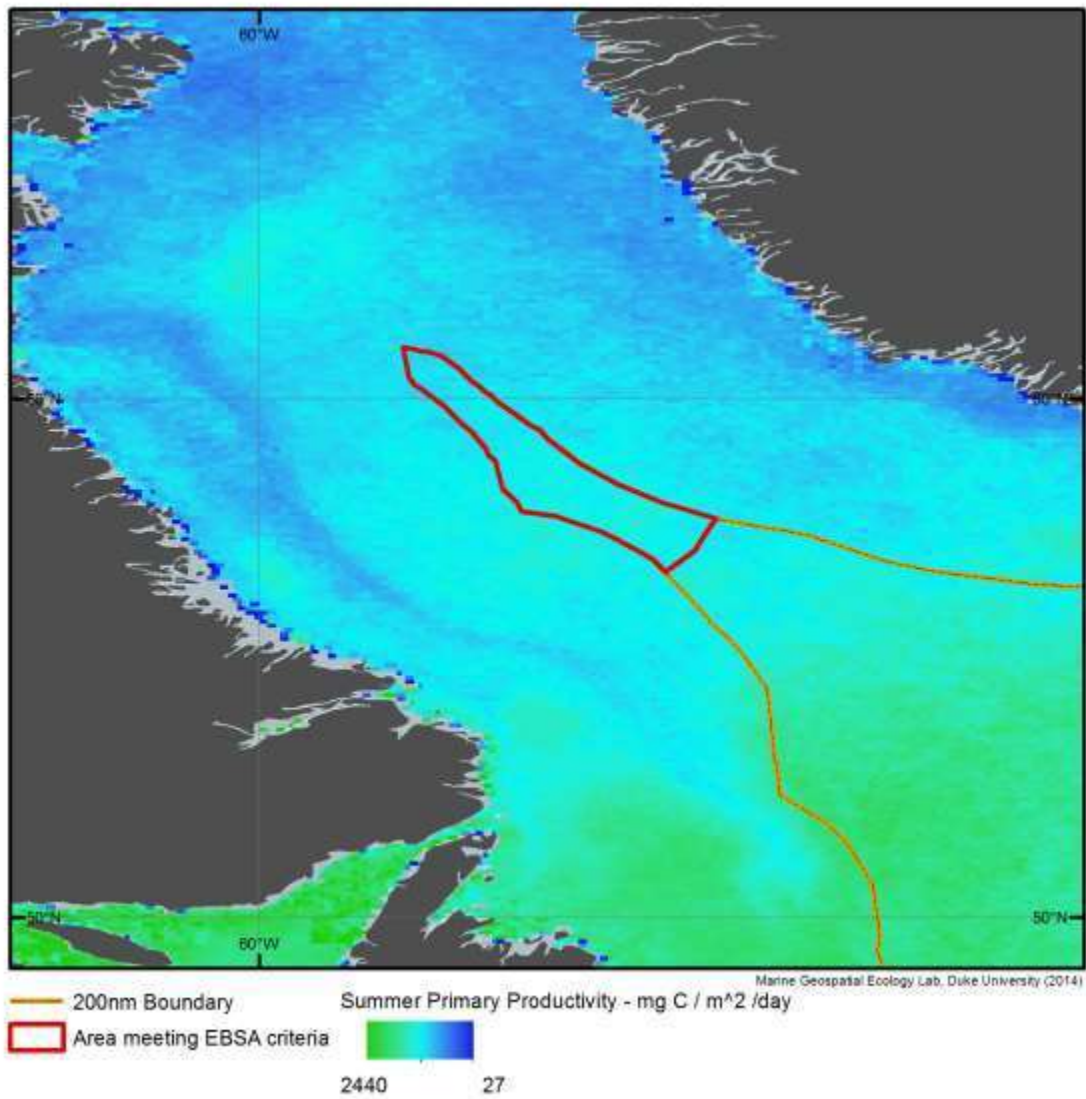 60°W
60°N 60°N
50°N 50°N
60°W
Marine Geospatial Ecology Lab, Duke University (2014)
200nm Boundary
Summer Primary Productivity - mg C / m^2 /day
Area meeting EBSA criteria
2440 27